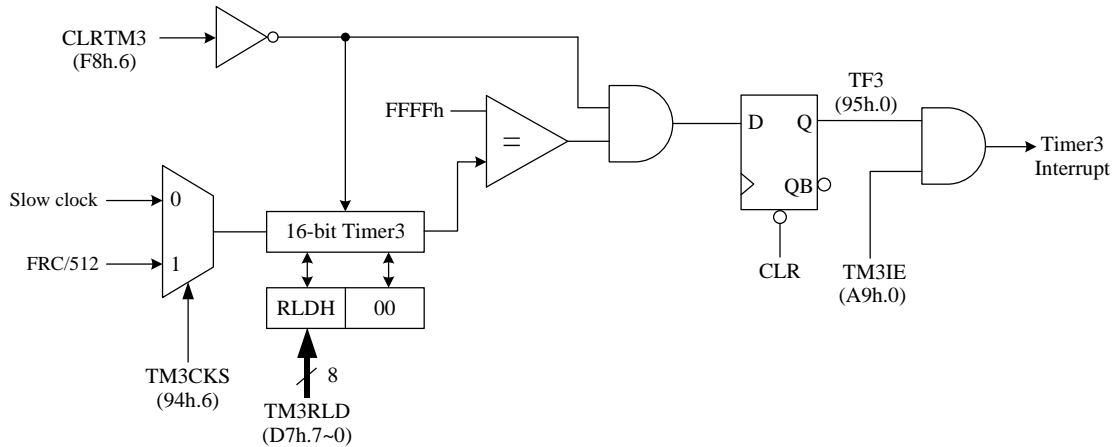 CLRTM3
(F8h.6)
FFFFh
=
TF3
(95h.0)
D
Q
QB
Timer3
Interrupt
Slow clock
0
FRC/512
1
16-bit Timer3
RLDH
00
CLR
TM3IE
(A9h.0)
TM3CKS
(94h.6)
8
TM3RLD
(D7h.7~0)